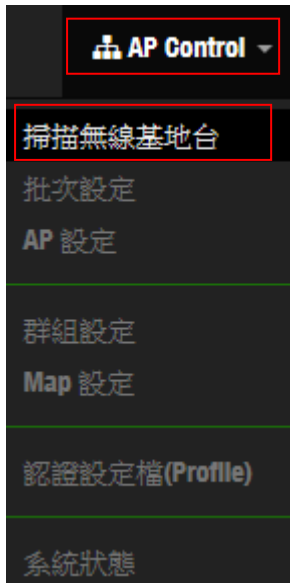 AP Control
掃描無線基地台
批次設定
AP 設定
群組設定
Map 設定
認證設定檔(Profile)
系統狀態